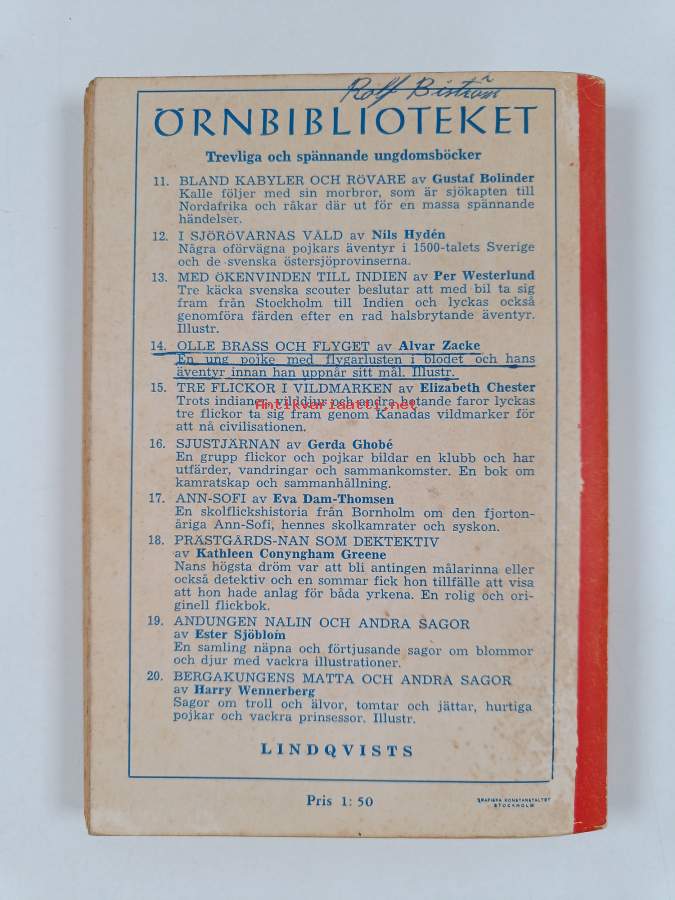 Rolf Biström
ÖRNBIBLIOTEKET
Trevliga och spännande ungdomsböcker
11. BLAND KABYLER OCH RÖVARE av Gustaf Bolinder
Kalle följer med sin morbror, som är sjökapten till
Nordafrika och råkar där ut för en massa spännande
händelser.
12. I SJÖRÖVARNAS VÅLD av Nils Hydén
Några oförvägna pojkars äventyr i 1500-talets Sverige
och de svenska östersjöprovinserna.
13. MED ÖKENVINDEN TILL INDIEN av Per Westerlund
Tre käcka svenska scouter beslutar att med bil ta sig
fram från Stockholm till Indien och lyckas också
genomföra färden efter en rad halsbrytande äventyr.
Illustr.
14. OLLE BRASS OCH FLYGET av Alvar Zacke
En ung pojke med flygarlusten i blodet och hans
äventyr innan han uppnår sitt mål. Illustr.
15. TRE FLICKOR I VILDMARKEN av Elizabeth Chester
Trots indianer, vilddjur och andra hotande faror lyckas
Antikvariaatti.net
tre flickor ta sig fram genom Kanadas vildmarker för
att nå civilisationen.
16. SJUSTJÄRNAN av Gerda Ghobé
En grupp flickor och pojkar bildar en klubb och har
utfärder, vandringar och sammankomster. En bok om
kamratskap och sammanhållning.
17. ANN-SOFI av Eva Dam-Thomsen
En skolflickshistoria från Bornholm om den fjorton-
åriga Ann-Sofi, hennes skolkamrater och syskon.
18. PRÄSTGÅRDS-NAN SOM DEKTEKTIV
av Kathleen Conyngham Greene
Nans högsta dröm var att bli antingen målarinna eller
också detektiv och en sommar fick hon tillfälle att visa
att hon hade anlag för båda yrkena. En rolig och ori-
ginell flickbok.
19. ANDUNGEN NALIN OCH ANDRA SAGOR
av Ester Sjöblom
En samling näpna och förtjusande sagor om blommor
och djur med vackra illustrationer.
20. BERGAKUNGENS MATTA OCH ANDRA SAGOR
av Harry Wennerberg
Sagor om troll och älvor, tomtar och jättar, hurtiga
pojkar och vackra prinsessor. Illustr.
LINDQVISTS
Pris 1: 50
GRAFISKA KONSTANSTALTET
STOCKHOLM